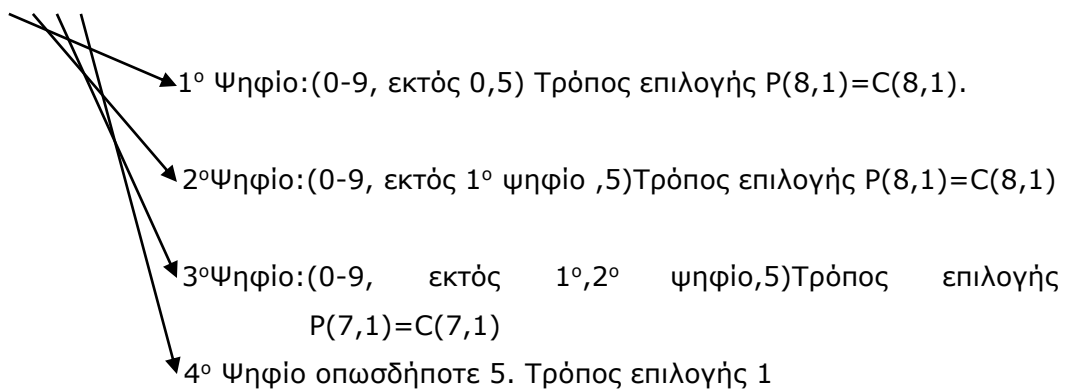 1ο Ψηφίο:(0-9, εκτός 0,5) Τρόπος επιλογής P(8,1)=C(8,1).
2οΨηφίο:(0-9, εκτός 1ο ψηφίο ,5)Τρόπος επιλογής P(8,1)=C(8,1)
3οΨηφίο:(0-9, εκτός 1ο,2ο ψηφίο,5)Τρόπος επιλογής
P(7,1)=C(7,1)
4ο Ψηφίο οπωσδήποτε 5. Τρόπος επιλογής 1